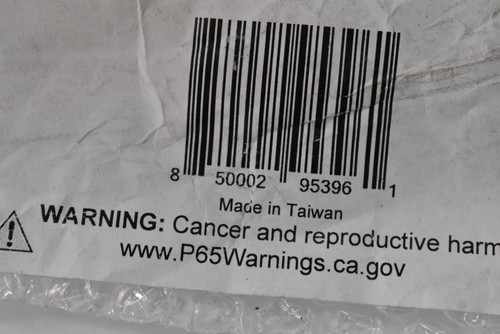 8 50002 95396 1
Made in Taiwan
WARNING: Cancer and reproductive harm
www.P65Warnings.ca.gov